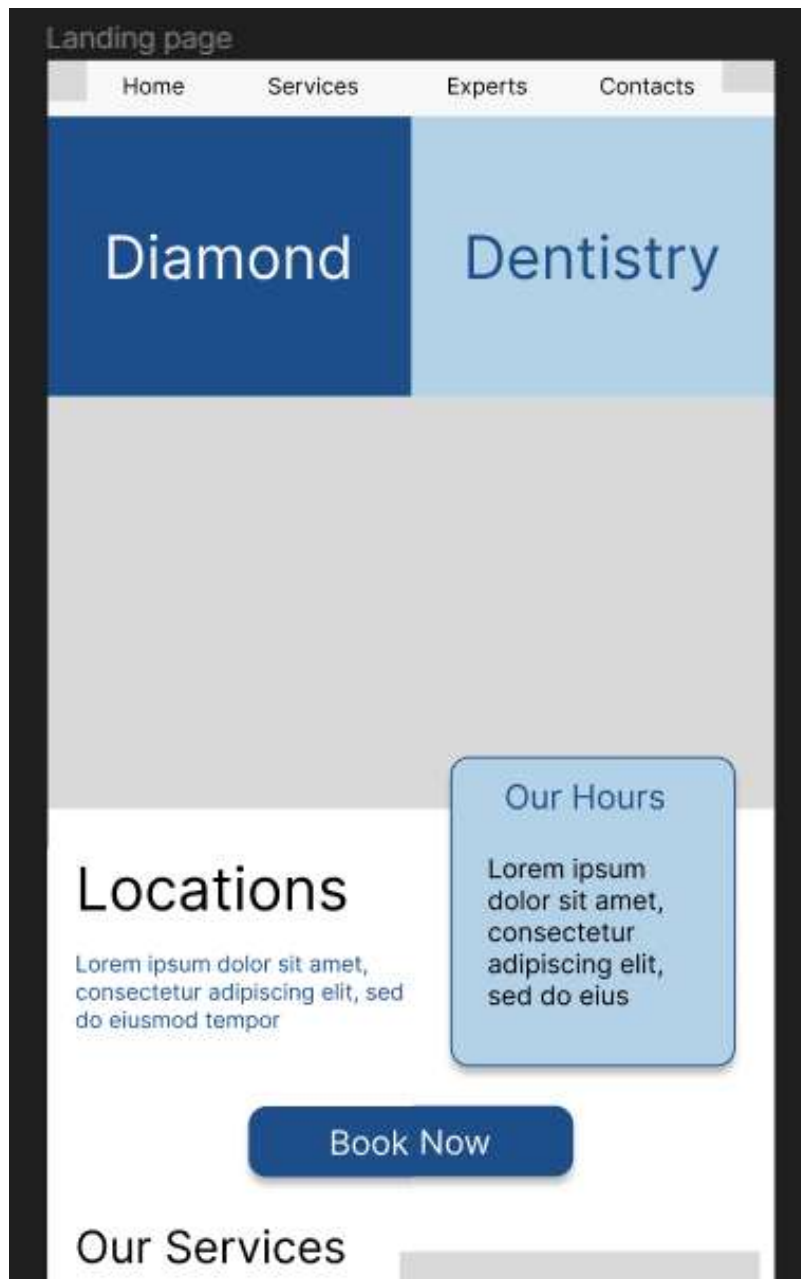 Landing page
Home Services Experts Contacts
Diamond Dentistry
Our Hours
Lorem ipsum
dolor sit amet,
consectetur
adipiscing elit,
sed do eius
Locations
Lorem ipsum dolor sit amet,
consectetur adipiscing elit, sed
do eiusmod tempor
Book Now
Our Services